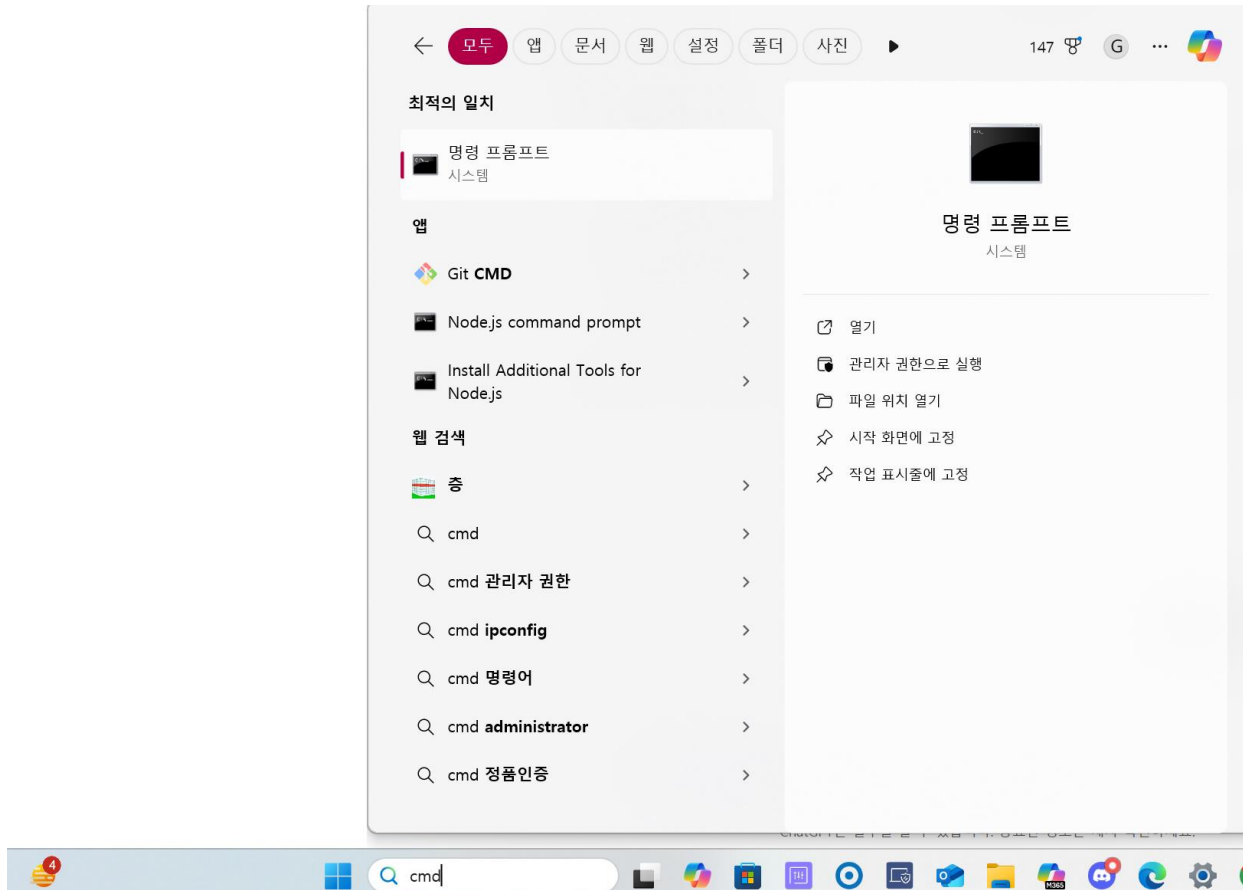 모두 앱 문서 웹 설정 폴더 사진 147 G
최적의 일치
명령 프롬프트
시스템
앱
Git CMD
Node.js command prompt
Install Additional Tools for
Node.js
웹 검색
층
cmd
cmd 관리자 권한
cmd ipconfig
cmd 명령어
cmd administrator
cmd 정품인증
명령 프롬프트
시스템
열기
관리자 권한으로 실행
파일 위치 열기
시작 화면에 고정
작업 표시줄에 고정
4
cmd
M365